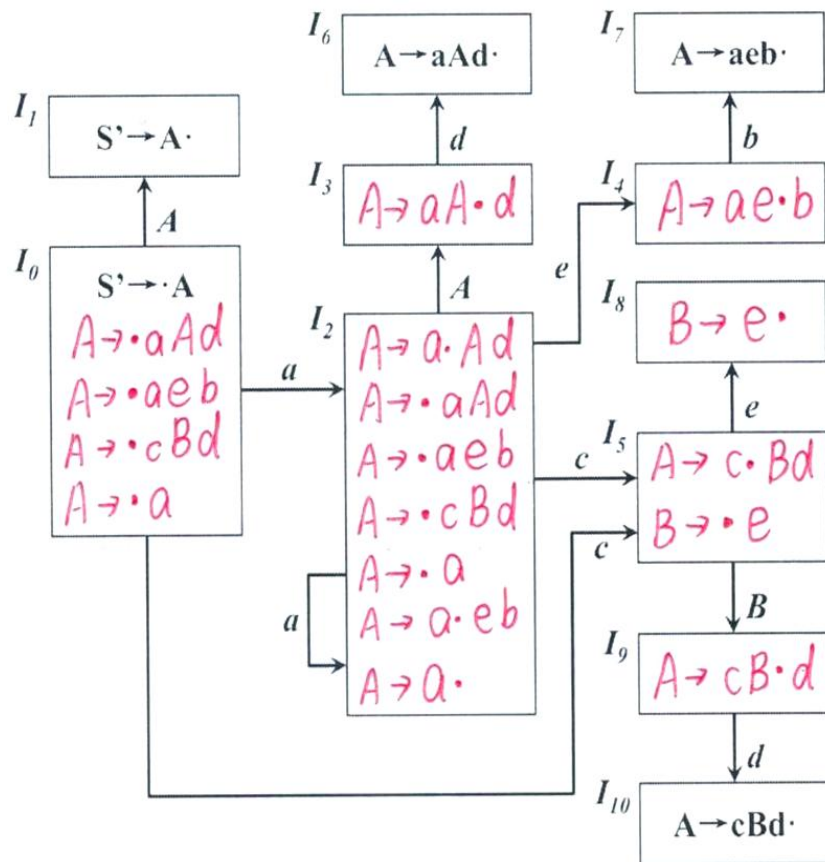 I₆
A→aAd·
I₇
A→aeb·
I₁
S’→A·
d
b
I₃
A→aA·d
I₄
A→ae·b
A
I₀
S’→·A
A→·aAd
A→·aeb
A→·cBd
A→·a
a
A
e
I₂
A→a·Ad
A→·aAd
A→·aeb
A→·cBd
A→·a
A→a·eb
A→a·
a
I₈
B→e·
e
c
I₅
A→c·Bd
B→·e
c
B
I₉
A→cB·d
d
I₁₀
A→cBd·